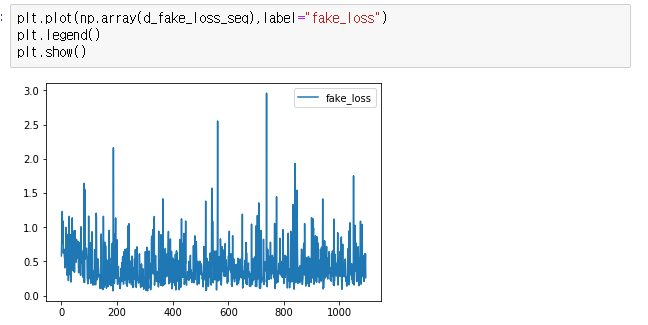 :
plt.plot(np.array(d_fake_loss_seq),label="fake_loss")
plt.legend()
plt.show()
fake_loss
3.0
2.5
2.0
1.5
1.0
0.5
0.0
0 200 400 600 800 1000